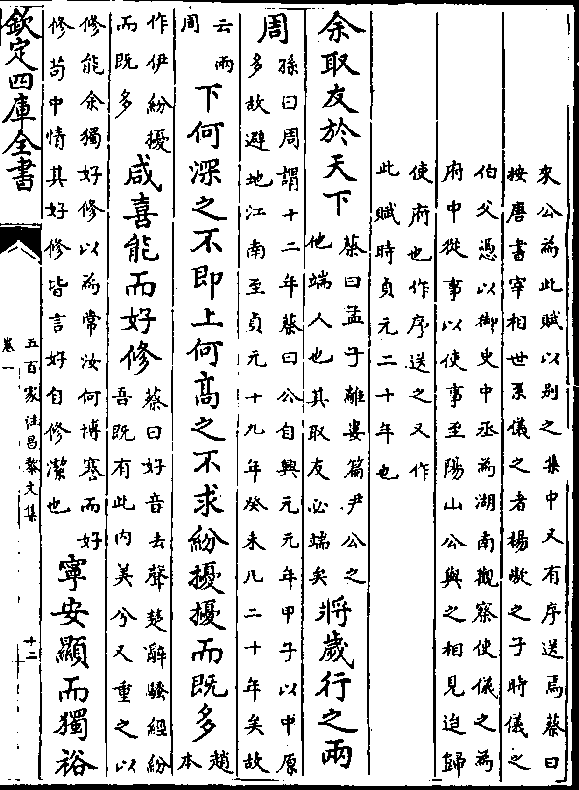 來公為此賦以別之集中又有序送焉蔡曰
按唐書宰相世系儀之者楊凝之子時儀之
伯父憑以御史中丞為湖南觀察使儀之為
府中從事以使事至陽山公與之相見迨歸
使府也作序送之又作
此賦時貞元二十年也
余取友於天下
蔡曰孟子離婁篇尹公之
他端人也其取友必端矣
將歲行之兩
周
孫曰周謂十二年蔡曰公自興元元年甲子以中原
多故避地江南至貞元十九年癸未凡二十年矣故
云兩
周
下何深之不即上何高之不求紛擾擾而既多
趙
本
作伊紛擾
而既多
咸喜能而好修
蔡曰好音去聲楚辭騷經紛
吾既有此內美兮又重之以
修能余獨好修以為常汝何博謇而好
修苟中情其好修皆言好自修潔也
寧安顯而獨裕
欽定四庫全書
五百家注昌黎文集
卷一
十二